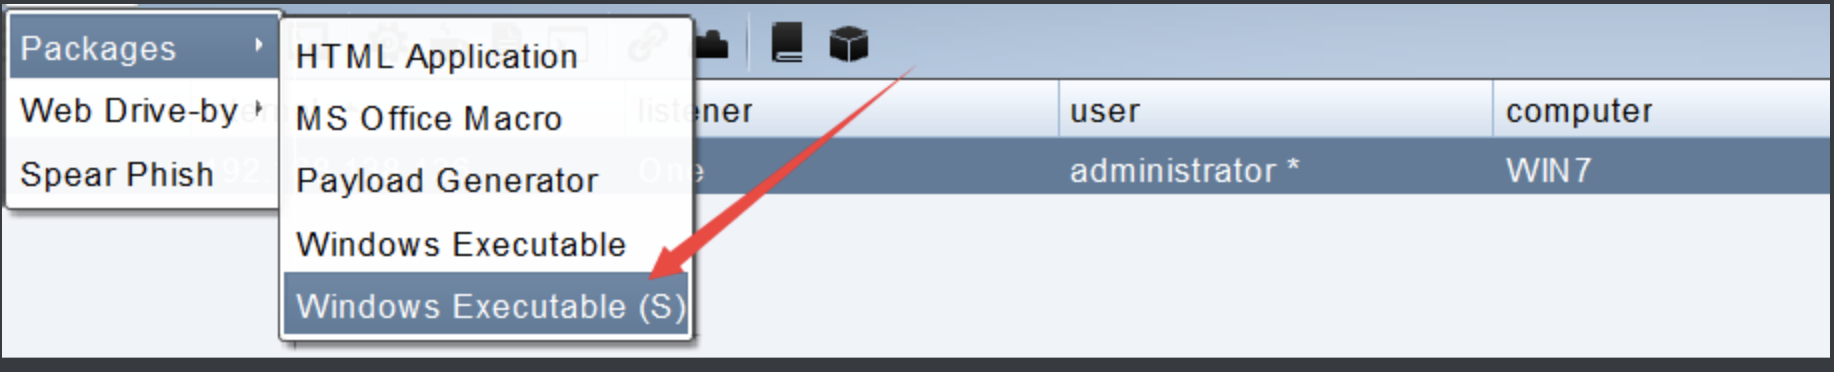 Packages
HTML Application
Web Drive-by
MS Office Macro
listener
user
computer
Spear Phish
Payload Generator
One
administrator *
WIN7
Windows Executable
Windows Executable (S)